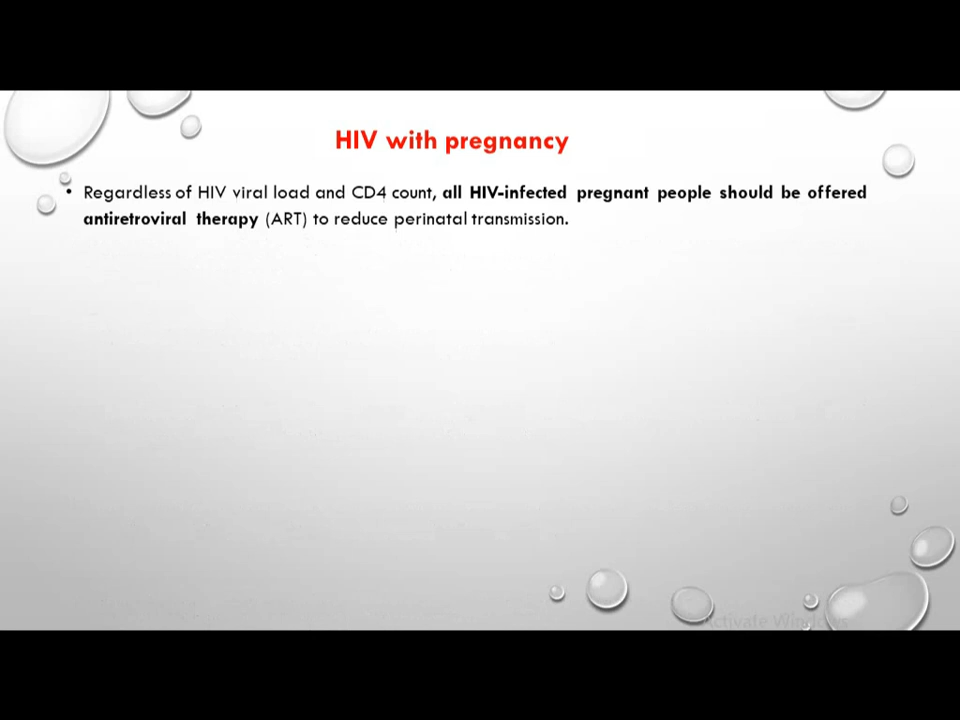 HIV with pregnancy
• Regardless of HIV viral load and CD4 count, all HIV-infected pregnant people should be offered
antiretroviral therapy (ART) to reduce perinatal transmission.
Activate Windows